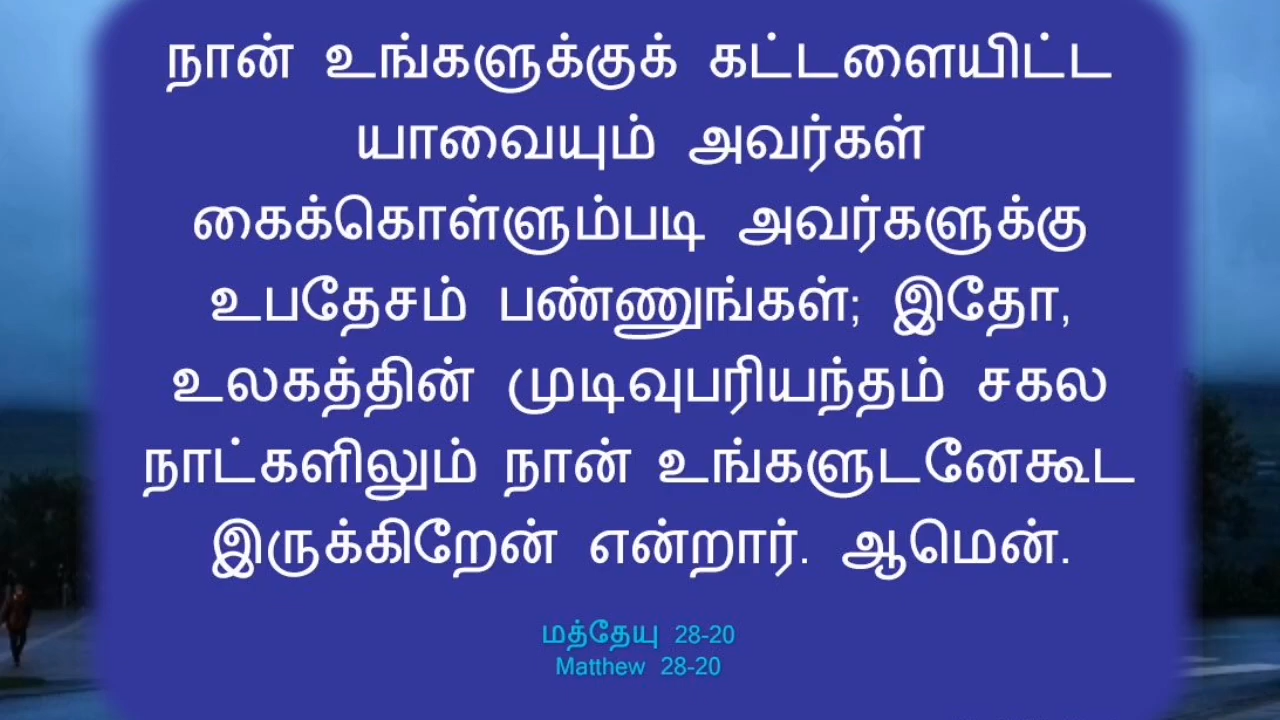 நான் உங்களுக்குக் கட்டளையிட்ட
யாவையும் அவர்கள்
கைக்கொள்ளும்படி அவர்களுக்கு
உபதேசம் பண்ணுங்கள்; இதோ,
உலகத்தின் முடிவுபரியந்தம் சகல
நாட்களிலும் நான் உங்களுடனேகூட
இருக்கிறேன் என்றார். ஆமென்.
மத்தேயு 28-20
Matthew 28-20